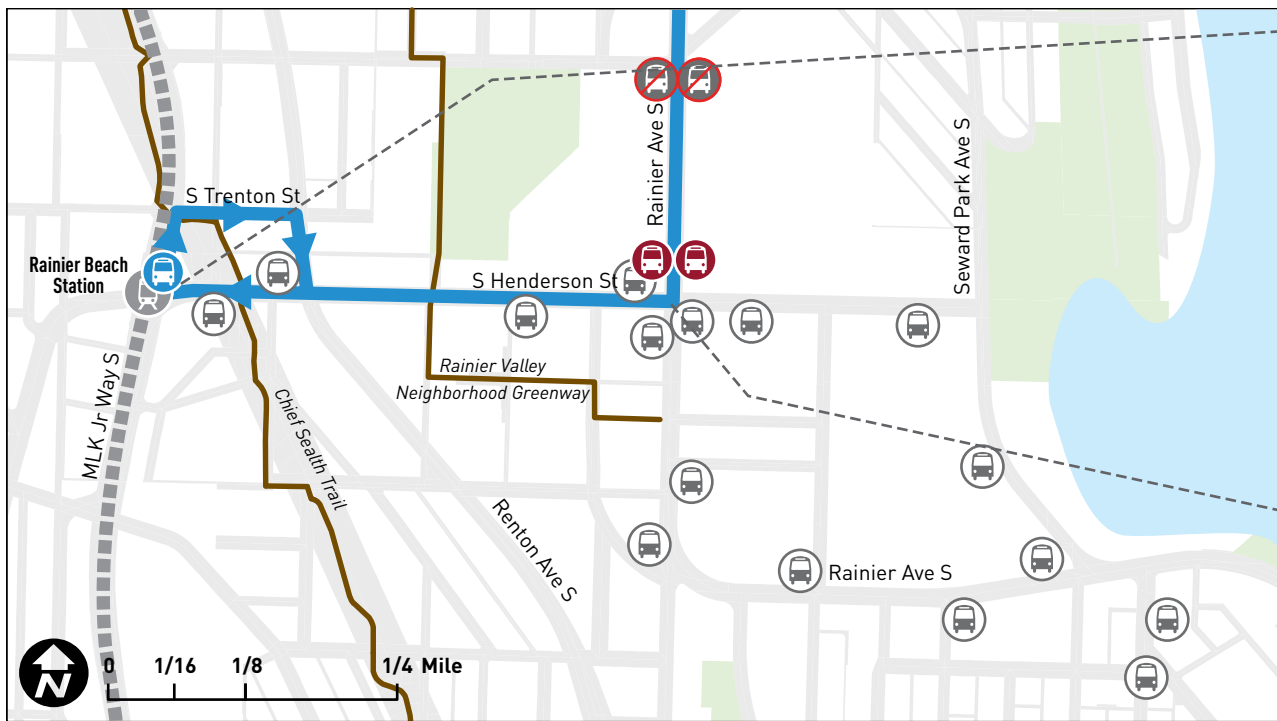 Rainier Ave S
Seward Park Ave S
S Trenton St
Rainier Beach
Station
S Henderson St
MLK Jr Way S
Rainier Valley
Neighborhood Greenway
Chief Sealth Trail
Renton Ave S
Rainier Ave S
N
0 1/16 1/8 1/4 Mile